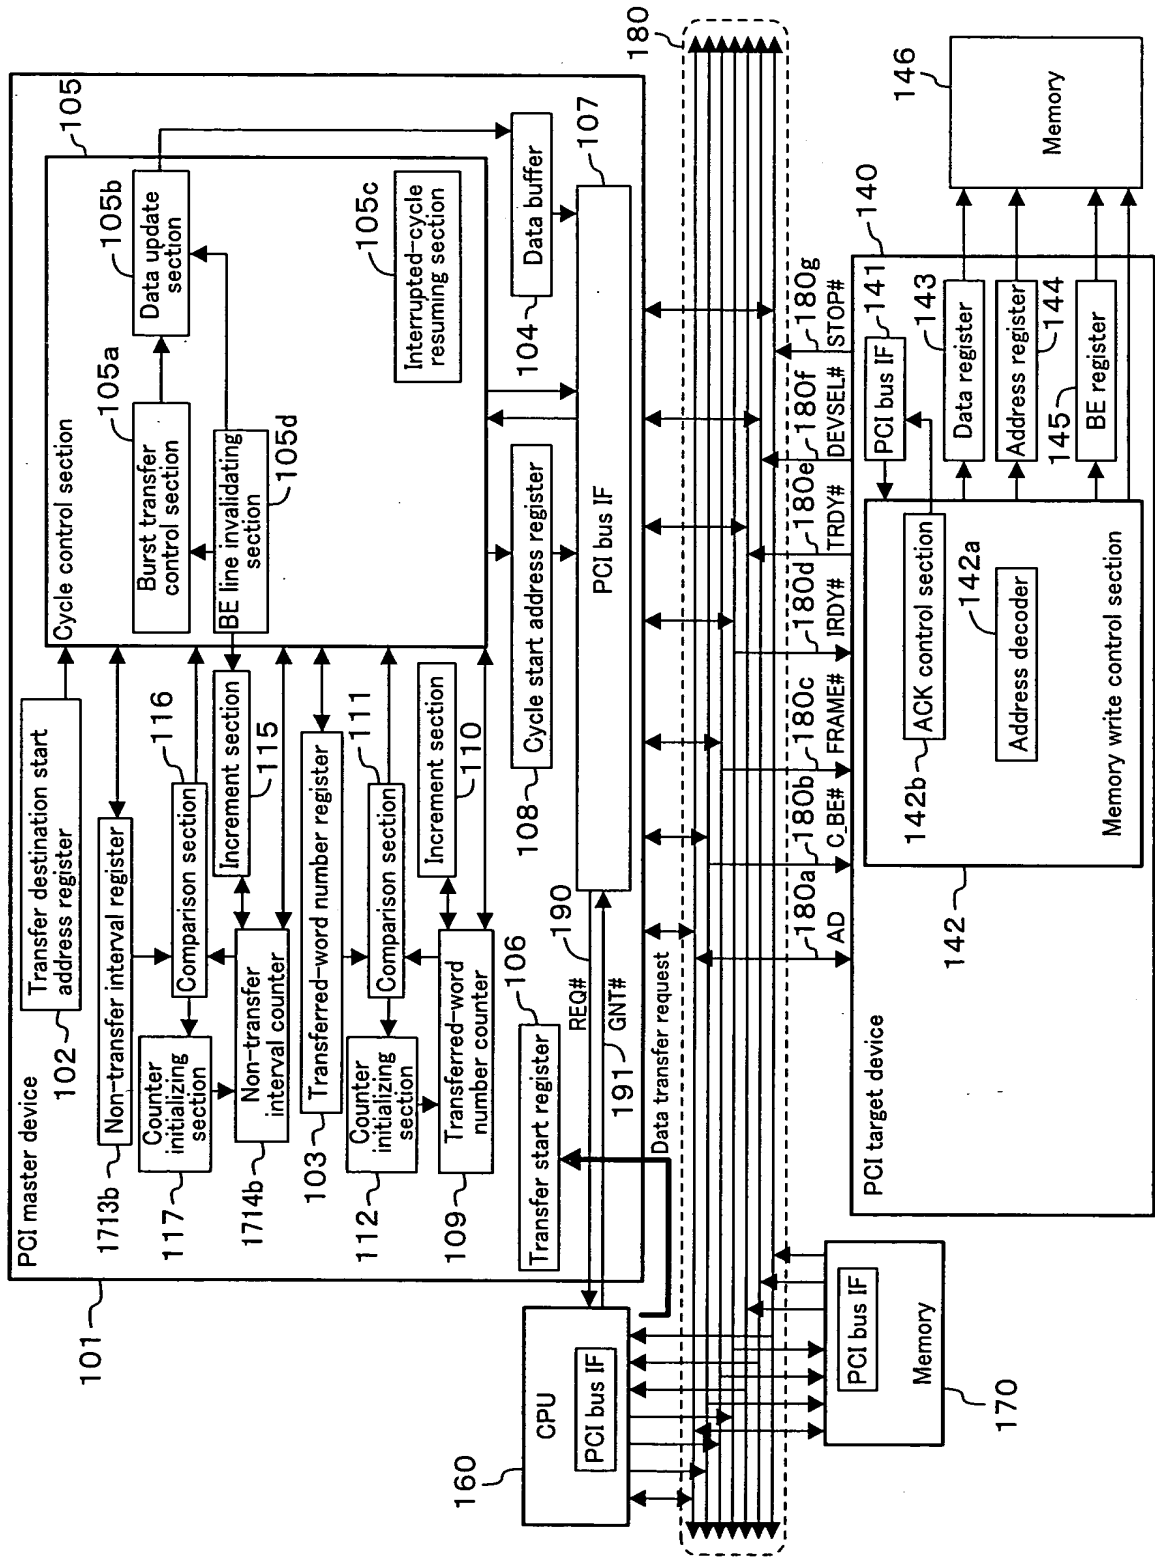 PCI master device
101
102
Transfer destination start
address register
1713b
Non-transfer interval register
117
Counter
initializing
section
Comparison section
116
1714b
Non-transfer
interval counter
Increment section
115
103
Transferred-word number register
112
Counter
initializing
section
Comparison section
111
109
Transferred-word
number counter
Increment section
110
Cycle control section
105
Burst transfer
control section
105a
Data update
section
105b
BE line invalidating
section
105d
Interrupted-cycle
resuming section
105c
Transfer start register
106
108
Cycle start address register
104
Data buffer
PCI bus IF
107
REQ#
190
GNT#
191
Data transfer request
160
CPU
PCI bus IF
180
AD
180a
C_BE#
180b
FRAME#
180c
IRDY#
180d
TRDY#
180e
DEVSEL#
180f
STOP#
180g
PCI bus IF
Memory
170
PCI target device
140
142
142b
ACK control section
Address decoder
142a
Memory write control section
PCI bus IF
141
Data register
143
Address register
144
145
BE register
Memory
146